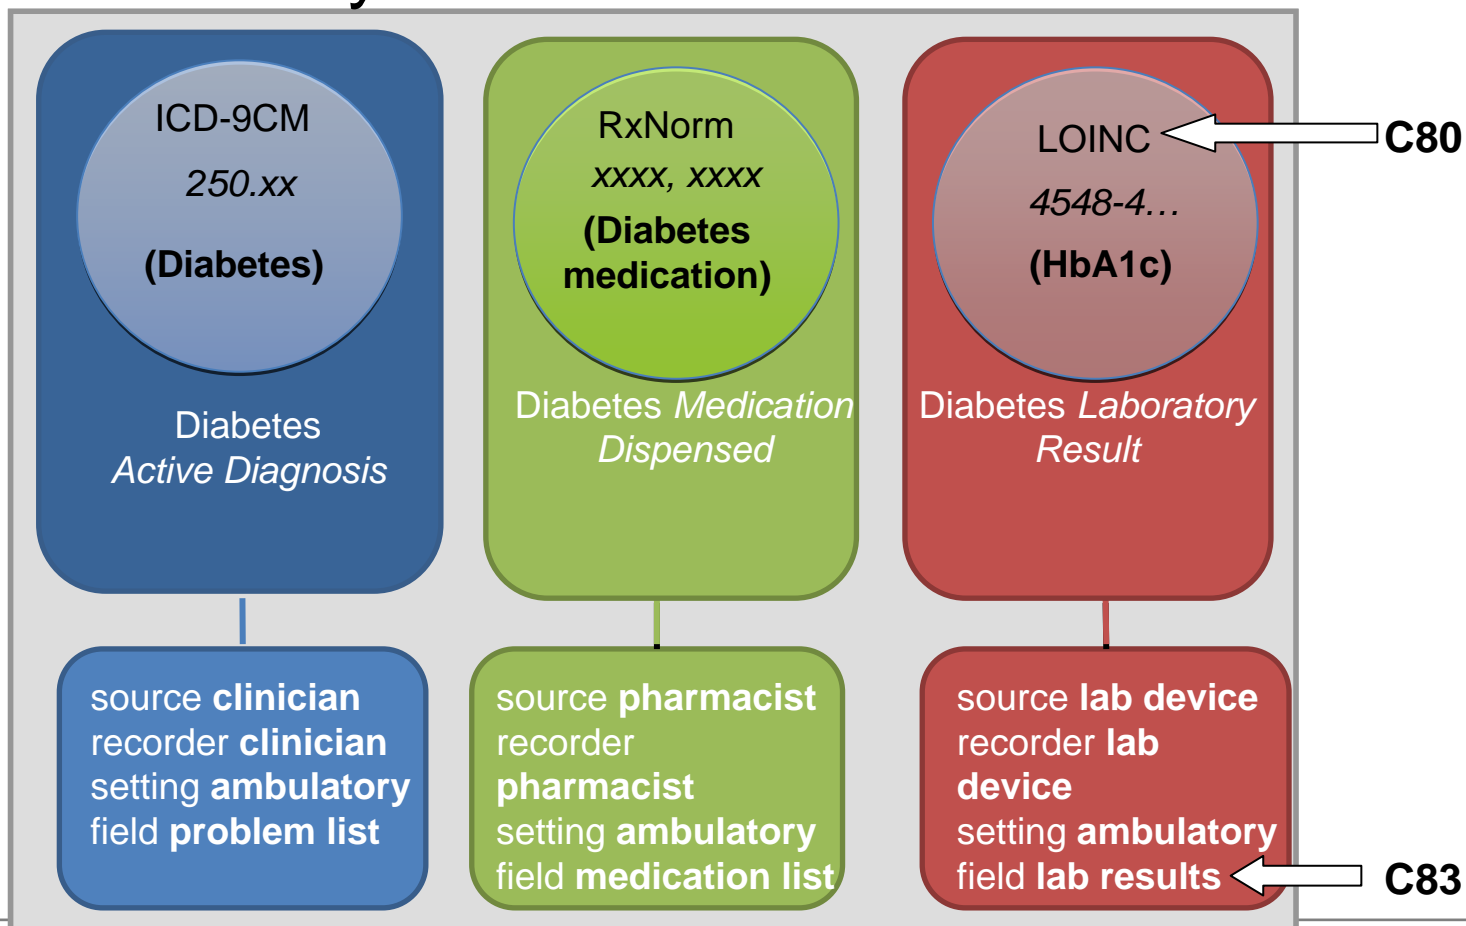 y
ICD-9CM
250.xx
(Diabetes)
Diabetes
Active Diagnosis
RxNorm
xxxx, xxxx
(Diabetes
medication)
Diabetes Medication
Dispensed
LOINC
4548-4…
(HbA1c)
Diabetes Laboratory
Result
C80
source clinician
recorder clinician
setting ambulatory
field problem list
source pharmacist
recorder
pharmacist
setting ambulatory
field medication list
source lab device
recorder lab
device
setting ambulatory
field lab results
C83